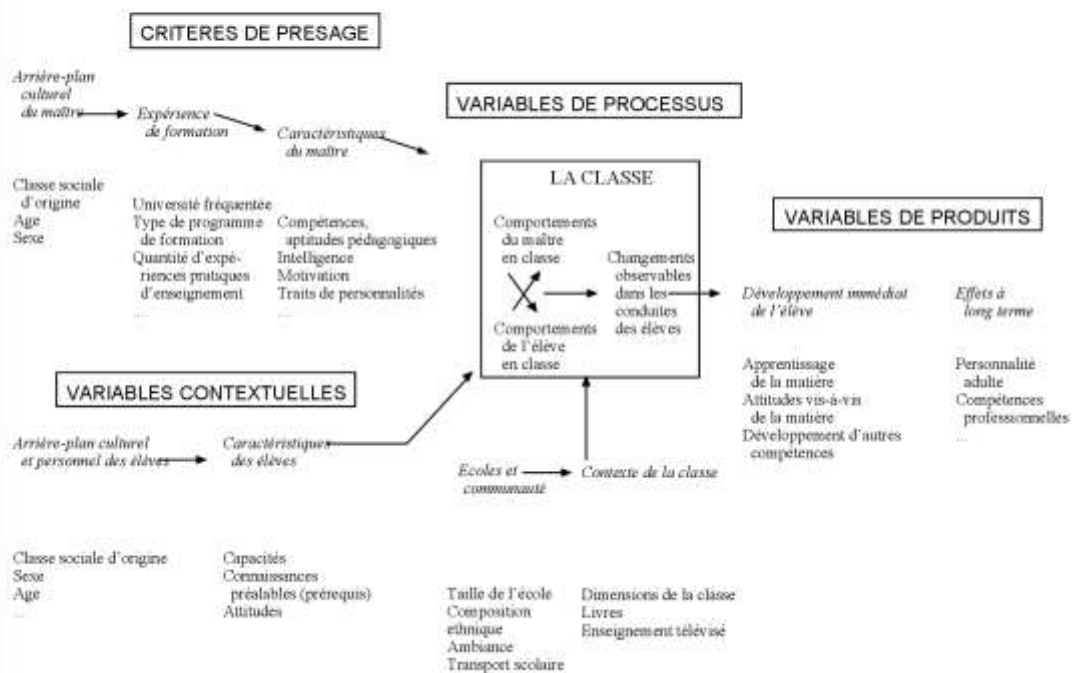 CRITERES DE PRESAGE
Arrière-plan
culturel
du maître
Expérience
de formation
Caractéristiques
du maître
Classe sociale
d'origine
Age
Sexe
Université fréquentée
Type de programme
de formation
Quantité d'expé-
riences pratiques
d'enseignement
...
Compétences,
aptitudes pédagogiques
Intelligence
Motivation
Traits de personnalités
...
VARIABLES DE PROCESSUS
LA CLASSE
Comportements
du maître
en classe
Changements
observables
dans les
conduites
des élèves
Comportements
de l'élève
en classe
VARIABLES DE PRODUITS
Développement immédiat
de l'élève
Effets à
long terme
Apprentissage
de la matière
Attitudes vis-à-vis
de la matière
Développement d'autres
compétences
Personnalité
adulte
Compétences
professionnelles
...
VARIABLES CONTEXTUELLES
Arrière-plan culturel
et personnel des élèves
Caractéristiques
des élèves
Ecoles et
communauté
Contexte de la classe
Classe sociale d'origine
Sexe
Age
...
Capacités
Connaissances
préalables (prérequis)
Attitudes
Taille de l'école
Composition
ethnique
Ambiance
Transport scolaire
Dimensions de la classe
Livres
Enseignement télévisé